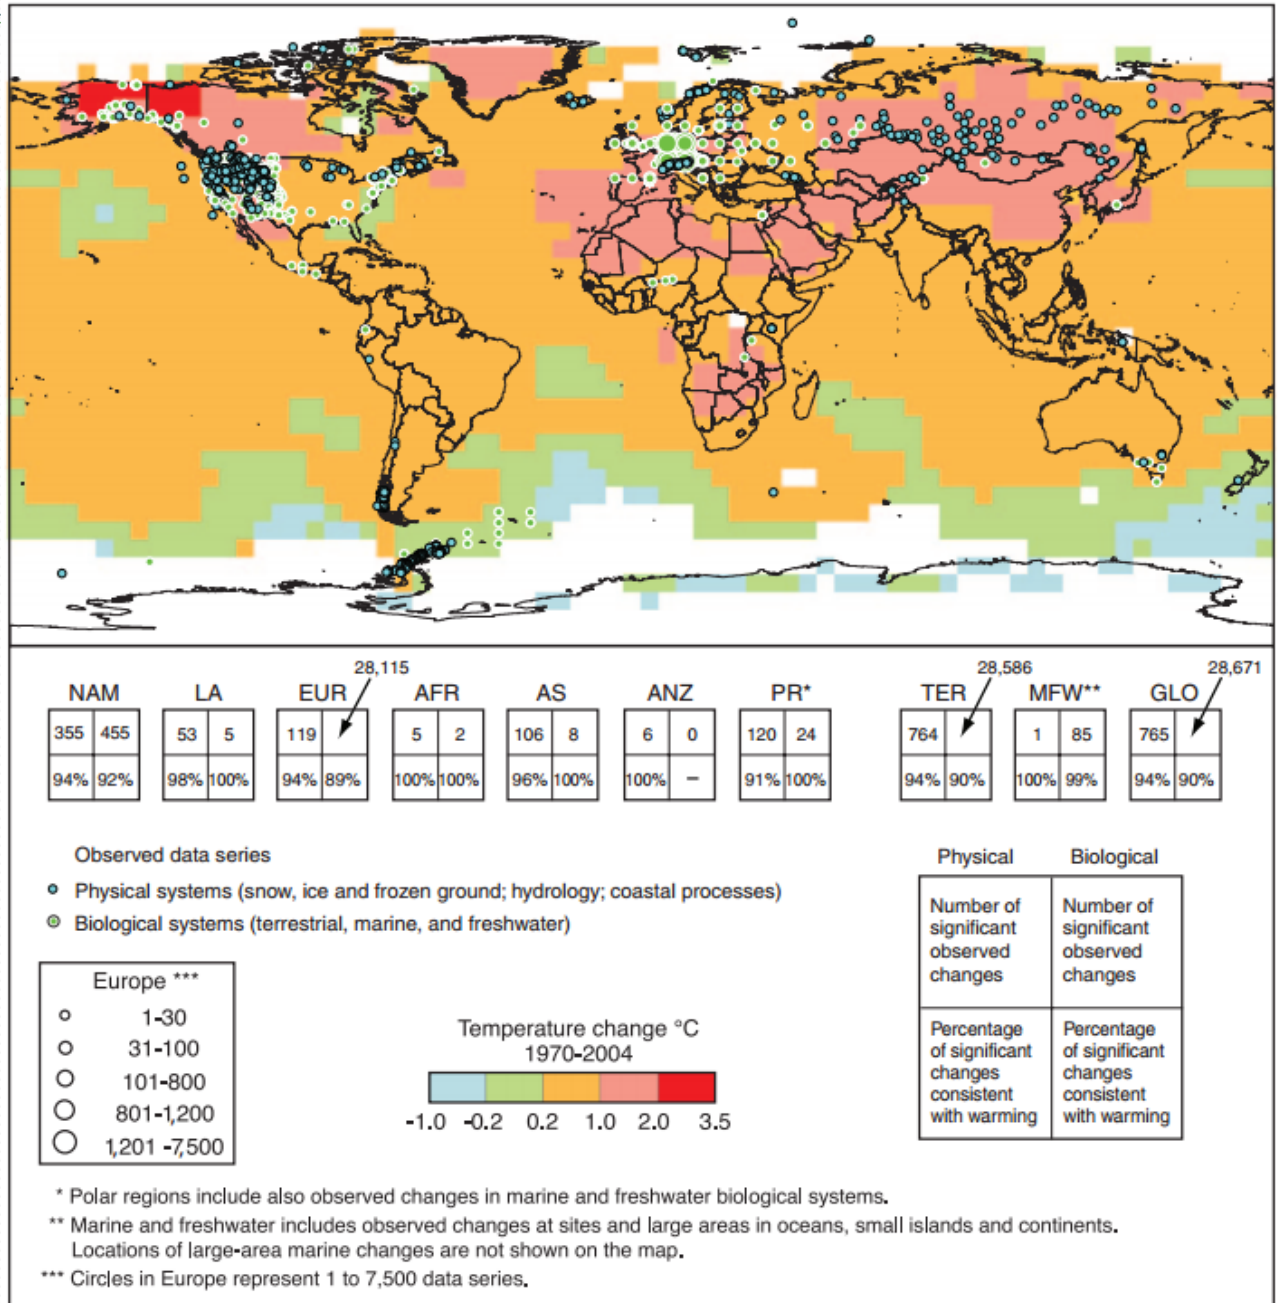 28,115 28,586 28,671
NAM LA EUR AFR AS ANZ PR* TER MFW** GLO
355 455 53 5 119 5 2 106 8 6 0 120 24 764 1 85 765
94% 92% 98% 100% 94% 89% 100% 100% 96% 100% 100% – 91% 100% 94% 90% 100% 99% 94% 90%
Observed data series
Physical systems (snow, ice and frozen ground; hydrology; coastal processes)
Biological systems (terrestrial, marine, and freshwater)
Physical Biological
Number of Number of
significant significant
observed observed
changes changes
Percentage Percentage
of significant of significant
changes changes
consistent consistent
with warming with warming
Europe ***
1-30
31-100
101-800
801-1,200
1,201 -7,500
Temperature change °C
1970-2004
-1.0 -0.2 0.2 1.0 2.0 3.5
* Polar regions include also observed changes in marine and freshwater biological systems.
** Marine and freshwater includes observed changes at sites and large areas in oceans, small islands and continents.
Locations of large-area marine changes are not shown on the map.
*** Circles in Europe represent 1 to 7,500 data series.